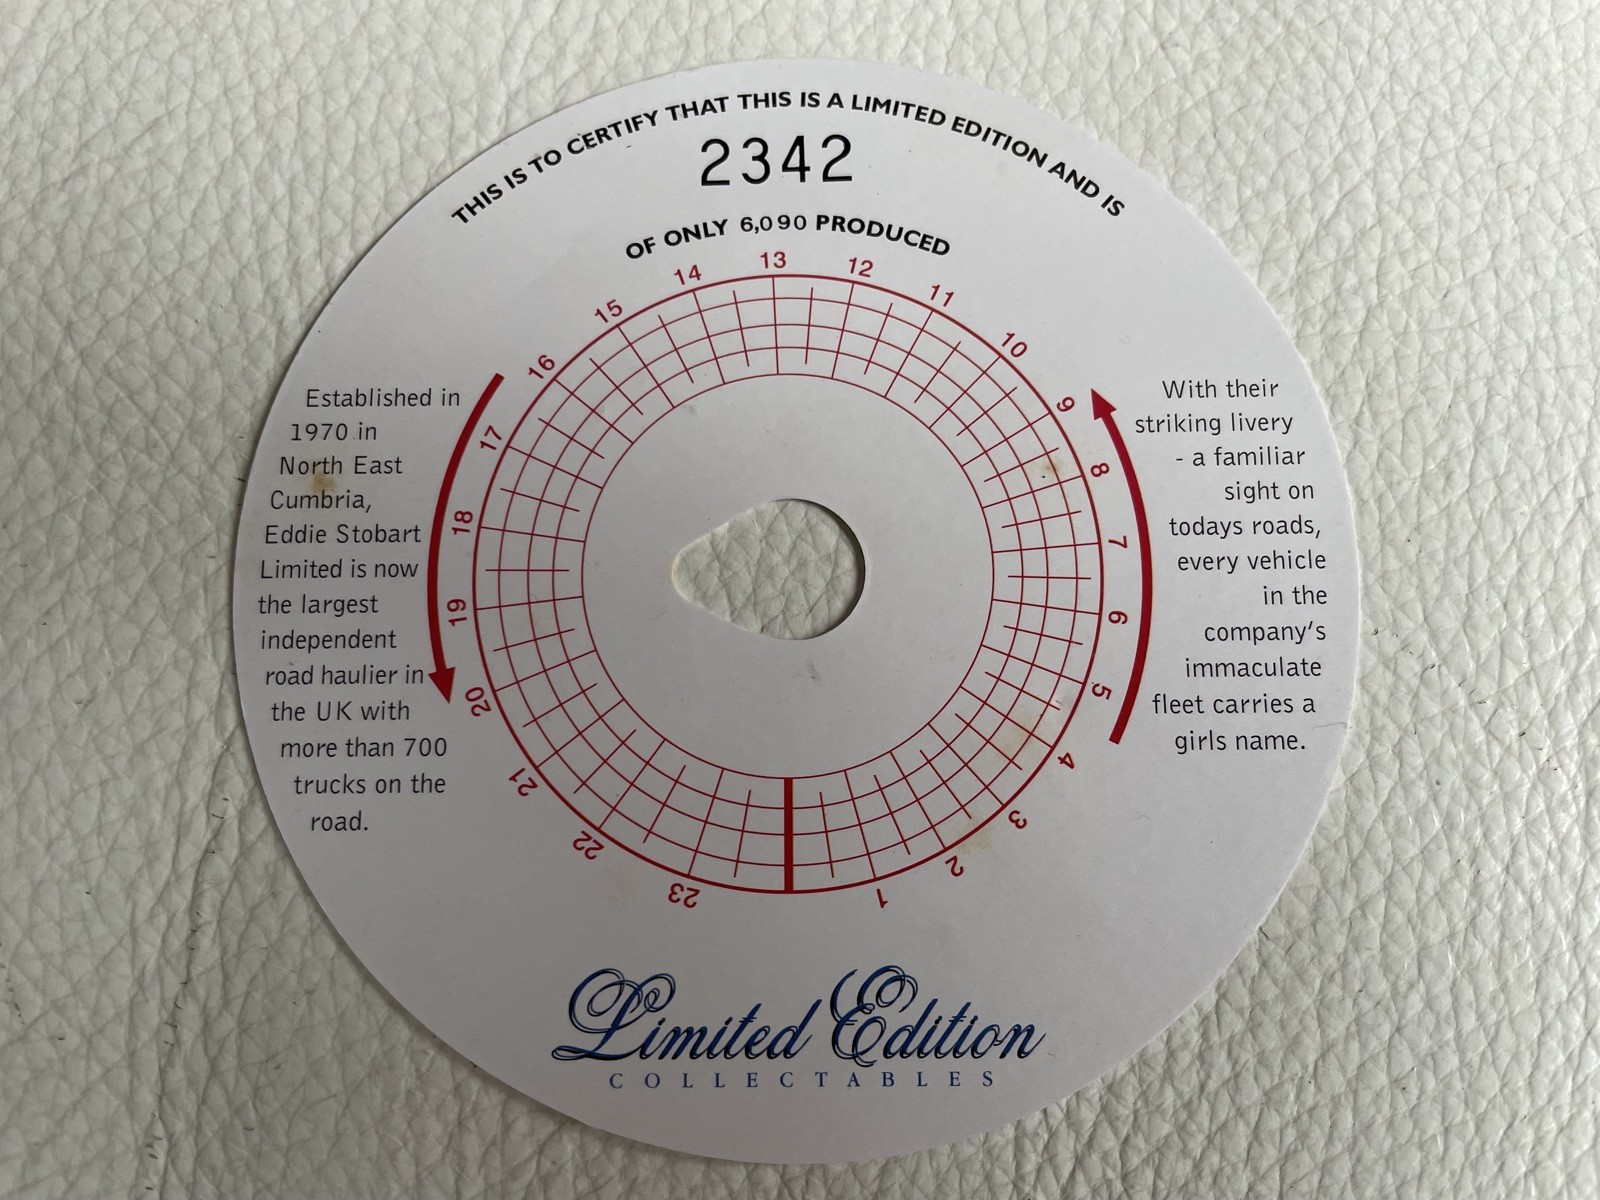 THIS IS TO CERTIFY THAT THIS IS A LIMITED EDITION AND IS
2342
OF ONLY 6,090 PRODUCED
Established in
1970 in
North East
Cumbria,
Eddie Stobart
Limited is now
the largest
independent
road haulier in
the UK with
more than 700
trucks on the
road.
1
2
3
4
5
6
7
8
9
10
11
12
13
14
15
16
17
18
19
20
21
22
23
With their
striking livery
- a familiar
sight on
todays roads,
every vehicle
in the
company's
immaculate
fleet carries a
girls name.
Limited Edition
COLLECTABLES